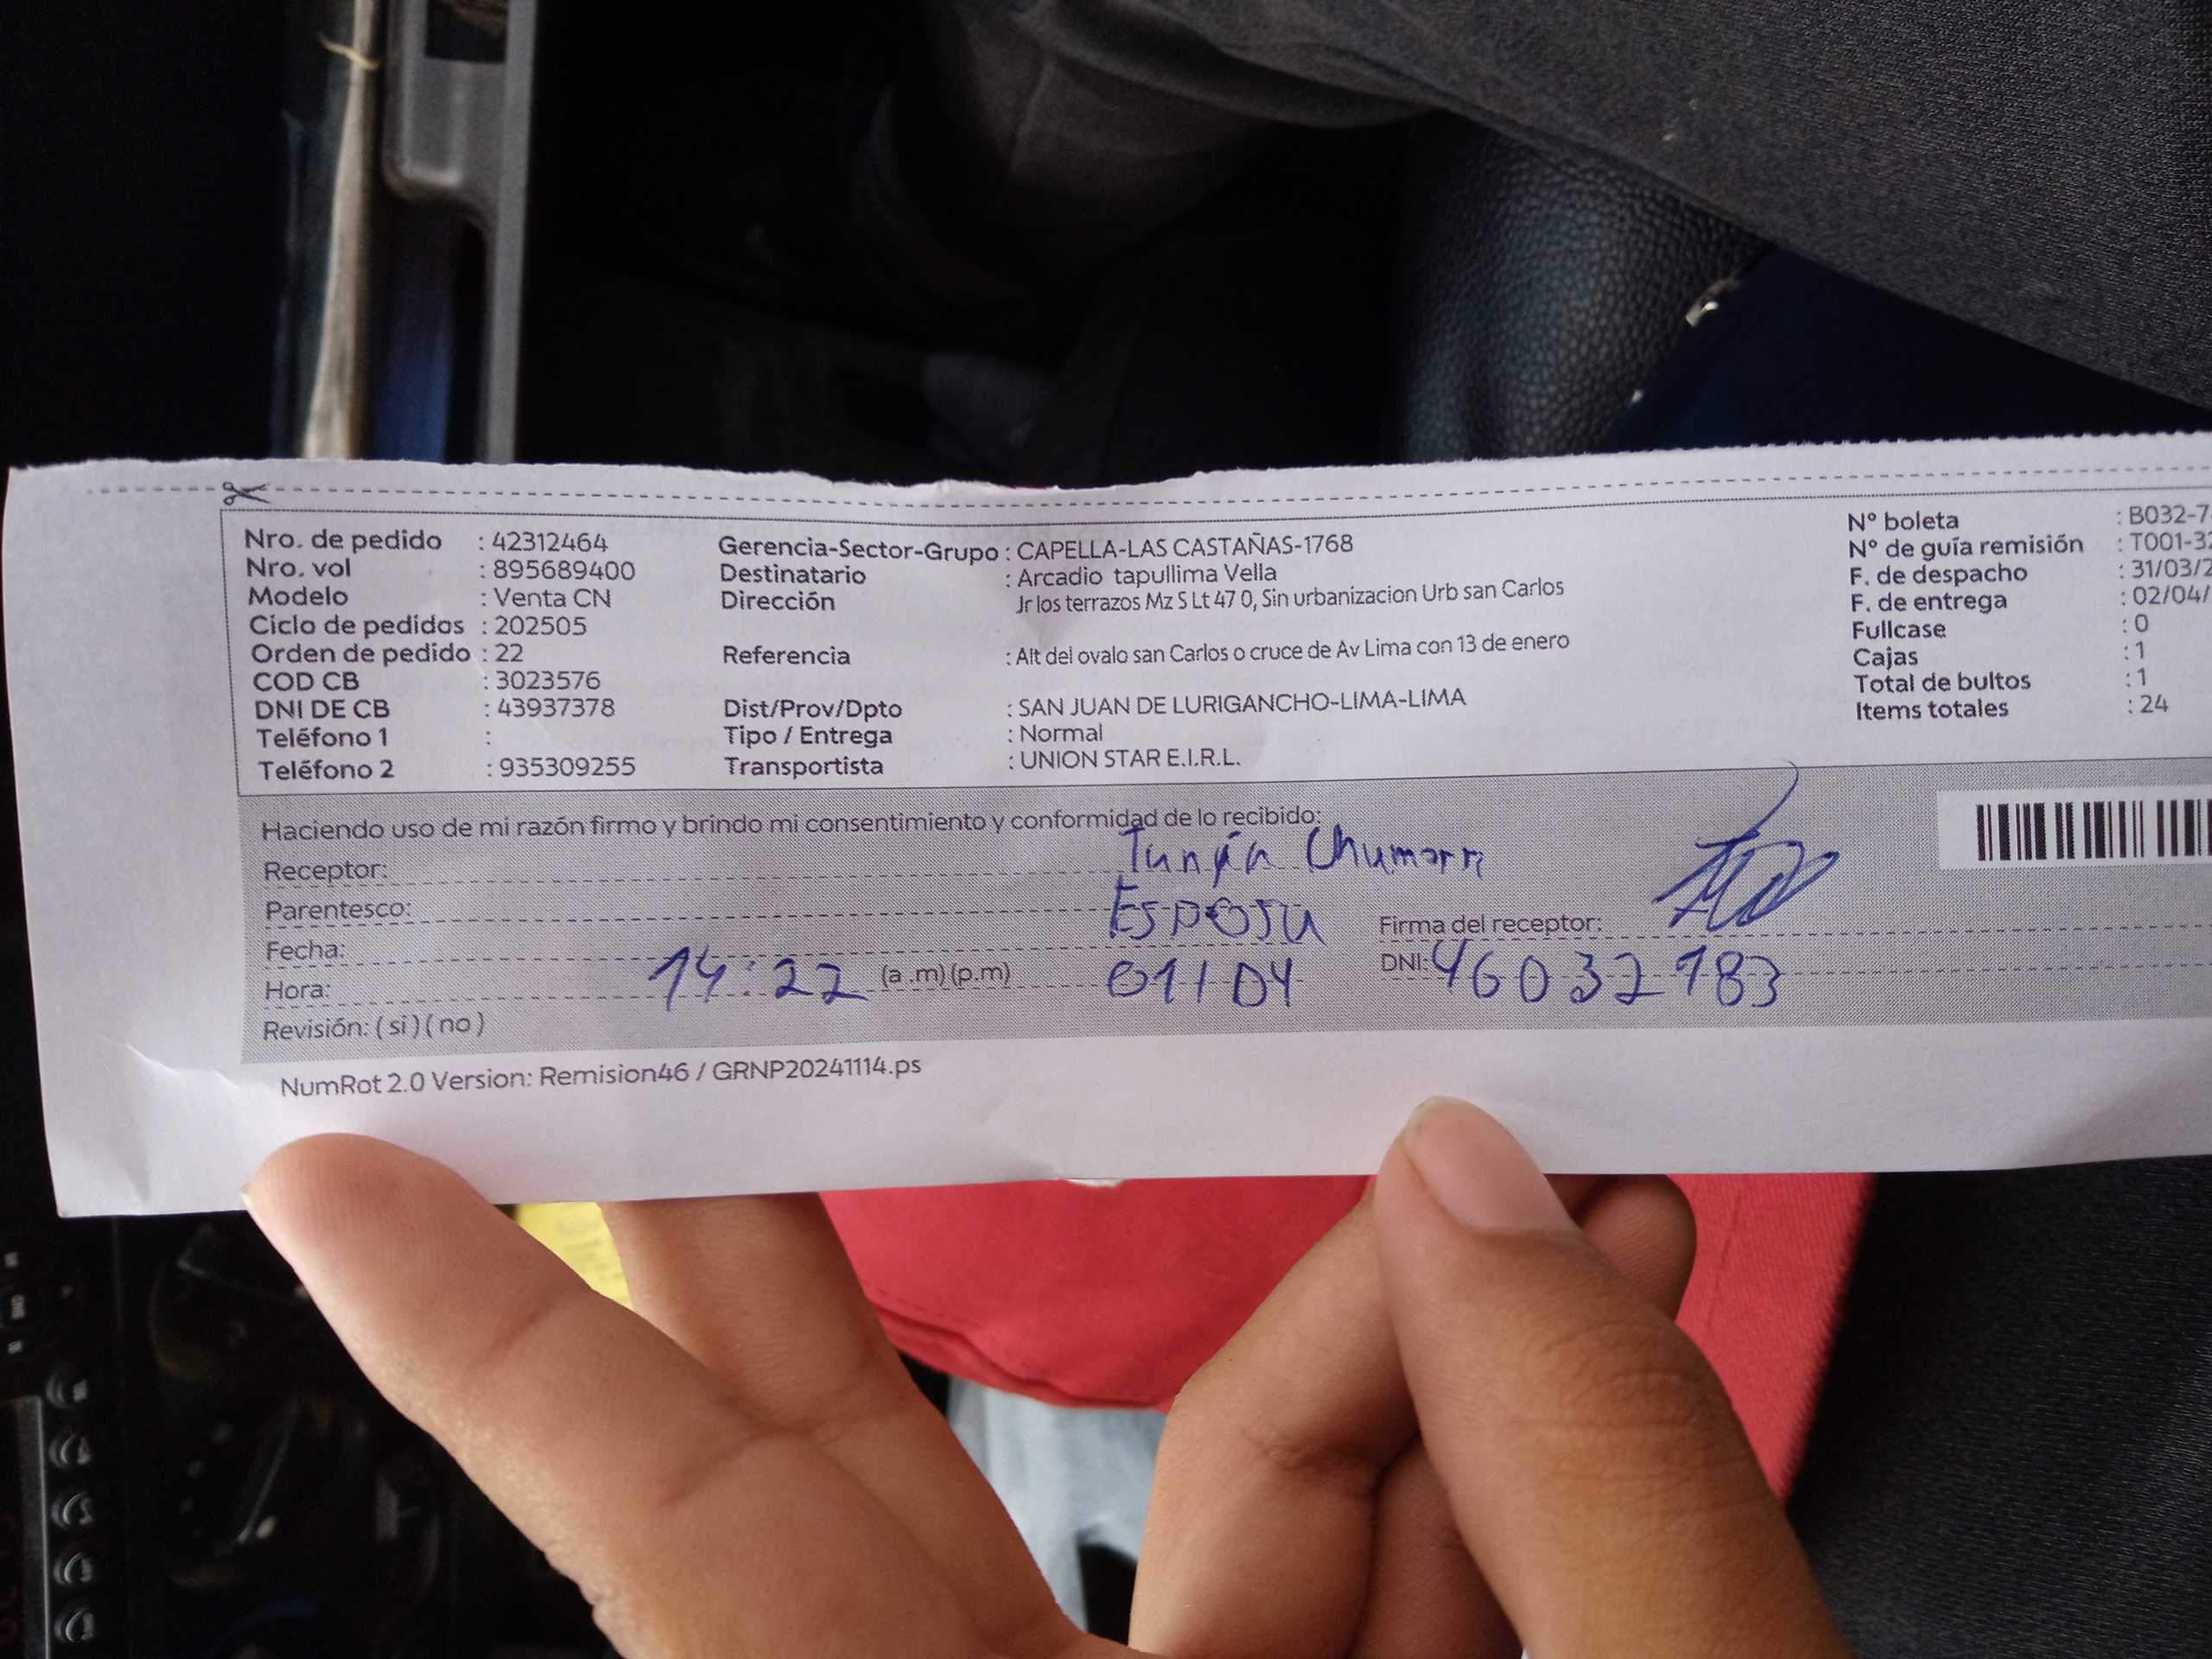 Nro. de pedido : 42312464
Nro. vol : 895689400
Modelo : Venta CN
Ciclo de pedidos : 202505
Orden de pedido : 22
COD CB : 3023576
DNI DE CB : 43937378
Teléfono 1 :
Teléfono 2 : 935309255
Gerencia-Sector-Grupo : CAPELLA-LAS CASTAÑAS-1768
Destinatario : Arcadio tapullima Vella
Dirección Jr los terrazos Mz S Lt 47 0, Sin urbanizacion Urb san Carlos
Referencia : Alt del ovalo san Carlos o cruce de Av Lima con 13 de enero
Dist/Prov/Dpto : SAN JUAN DE LURIGANCHO-LIMA-LIMA
Tipo / Entrega : Normal
Transportista : UNION STAR E.I.R.L.
Nº boleta : B032-7
Nº de guía remisión : T001-32
F. de despacho : 31/03/2
F. de entrega : 02/04/
Fullcase : 0
Cajas : 1
Total de bultos : 1
Items totales : 24
Haciendo uso de mi razón firmo y brindo mi consentimiento y conformidad de lo recibido:
Receptor:
Parentesco: Esposa
Firma del receptor:
Fecha: 01/04
Hora: 14:22 (a .m) (p.m)
DNI: 46032783
Revisión: ( si ) ( no )
NumRot 2.0 Version: Remision46 / GRNP20241114.ps